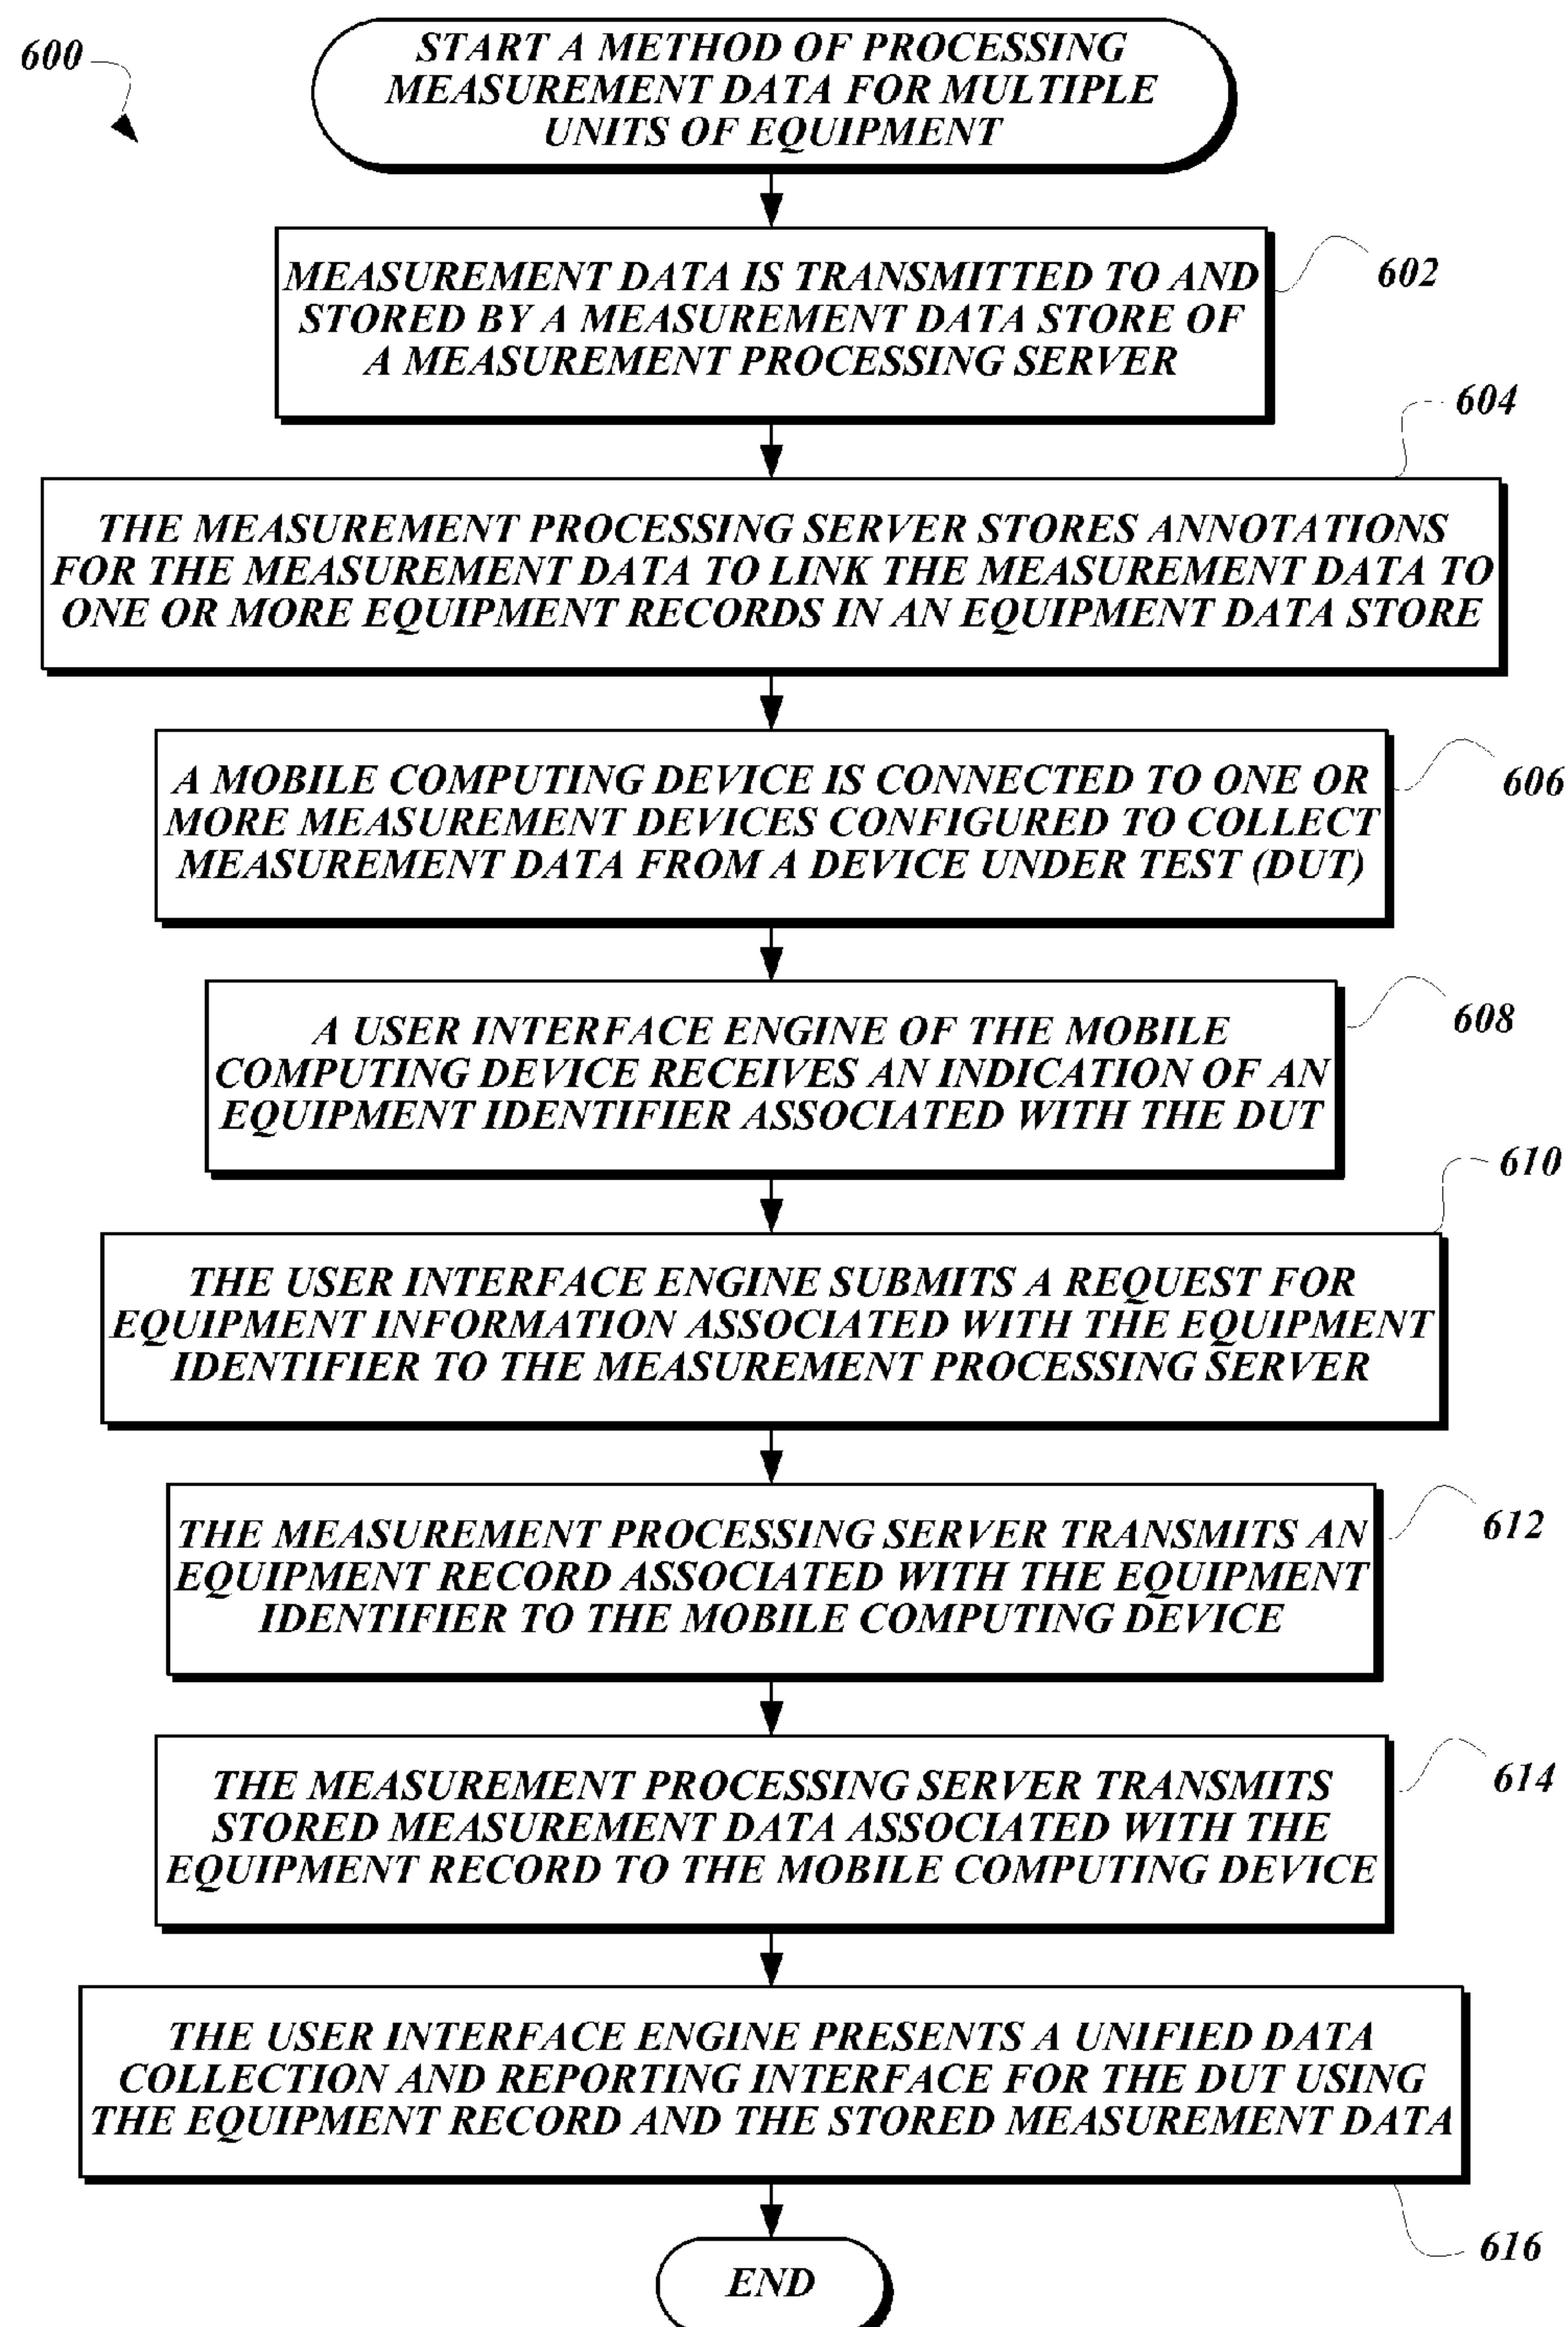 600
START A METHOD OF PROCESSING
MEASUREMENT DATA FOR MULTIPLE
UNITS OF EQUIPMENT
MEASUREMENT DATA IS TRANSMITTED TO AND
STORED BY A MEASUREMENT DATA STORE OF
A MEASUREMENT PROCESSING SERVER
602
604
THE MEASUREMENT PROCESSING SERVER STORES ANNOTATIONS
FOR THE MEASUREMENT DATA TO LINK THE MEASUREMENT DATA TO
ONE OR MORE EQUIPMENT RECORDS IN AN EQUIPMENT DATA STORE
A MOBILE COMPUTING DEVICE IS CONNECTED TO ONE OR
MORE MEASUREMENT DEVICES CONFIGURED TO COLLECT
MEASUREMENT DATA FROM A DEVICE UNDER TEST (DUT)
606
A USER INTERFACE ENGINE OF THE MOBILE
COMPUTING DEVICE RECEIVES AN INDICATION OF AN
EQUIPMENT IDENTIFIER ASSOCIATED WITH THE DUT
608
610
THE USER INTERFACE ENGINE SUBMITS A REQUEST FOR
EQUIPMENT INFORMATION ASSOCIATED WITH THE EQUIPMENT
IDENTIFIER TO THE MEASUREMENT PROCESSING SERVER
THE MEASUREMENT PROCESSING SERVER TRANSMITS AN
EQUIPMENT RECORD ASSOCIATED WITH THE EQUIPMENT
IDENTIFIER TO THE MOBILE COMPUTING DEVICE
612
THE MEASUREMENT PROCESSING SERVER TRANSMITS
STORED MEASUREMENT DATA ASSOCIATED WITH THE
EQUIPMENT RECORD TO THE MOBILE COMPUTING DEVICE
614
THE USER INTERFACE ENGINE PRESENTS A UNIFIED DATA
COLLECTION AND REPORTING INTERFACE FOR THE DUT USING
THE EQUIPMENT RECORD AND THE STORED MEASUREMENT DATA
616
END